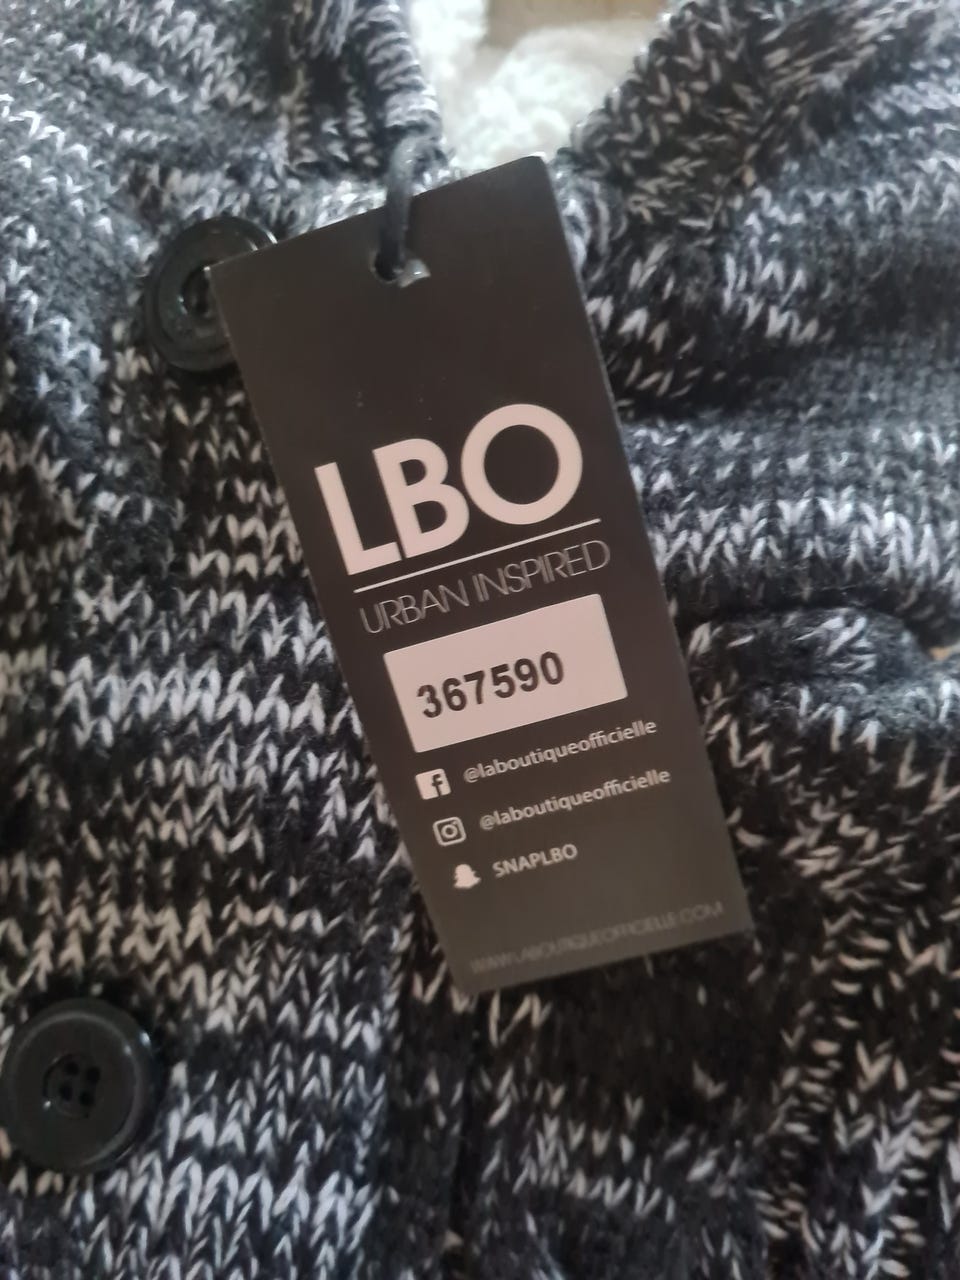 LBO
URBAN INSPIRED
367590
@laboutiqueofficielle
@laboutiqueofficielle
SNAPLBO
WWW.LABOUTIQUEOFFICIELLE.COM